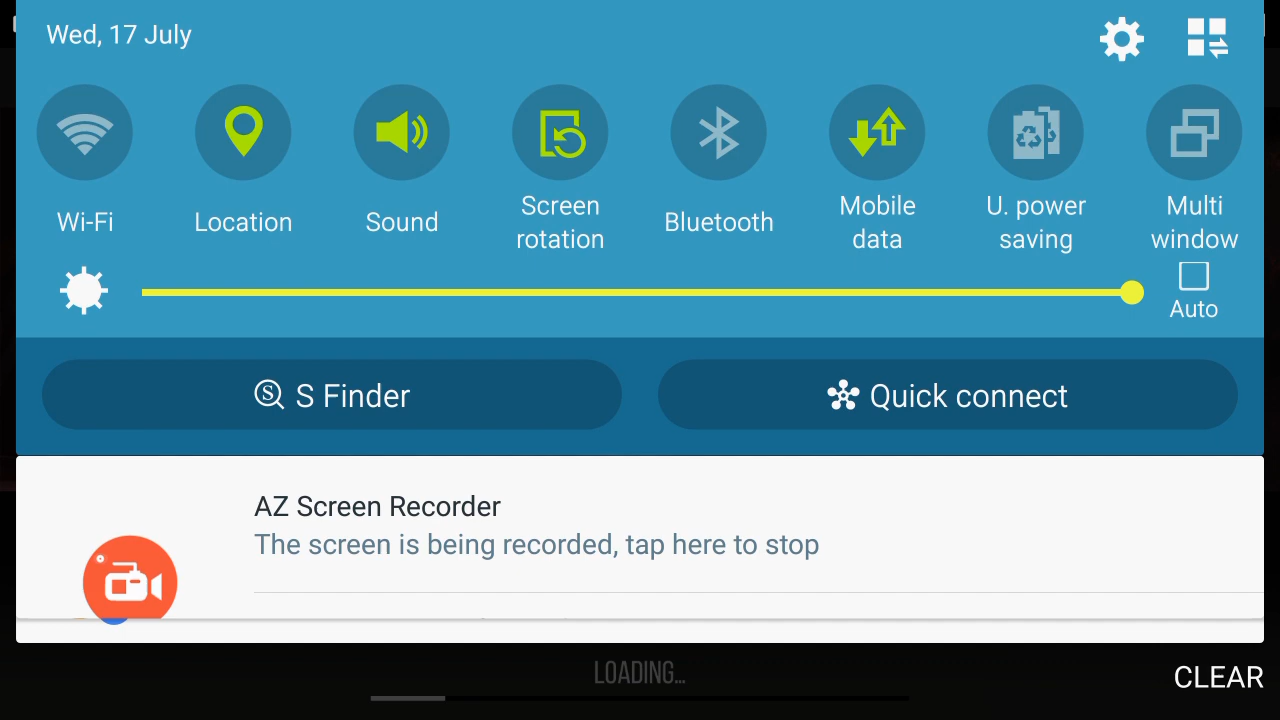 Wed, 17 July
Wi-Fi
Location
Sound
Screen
rotation
Bluetooth
Mobile
data
U. power
saving
Multi
window
Auto
S Finder
Quick connect
AZ Screen Recorder
The screen is being recorded, tap here to stop
LOADING...
CLEAR